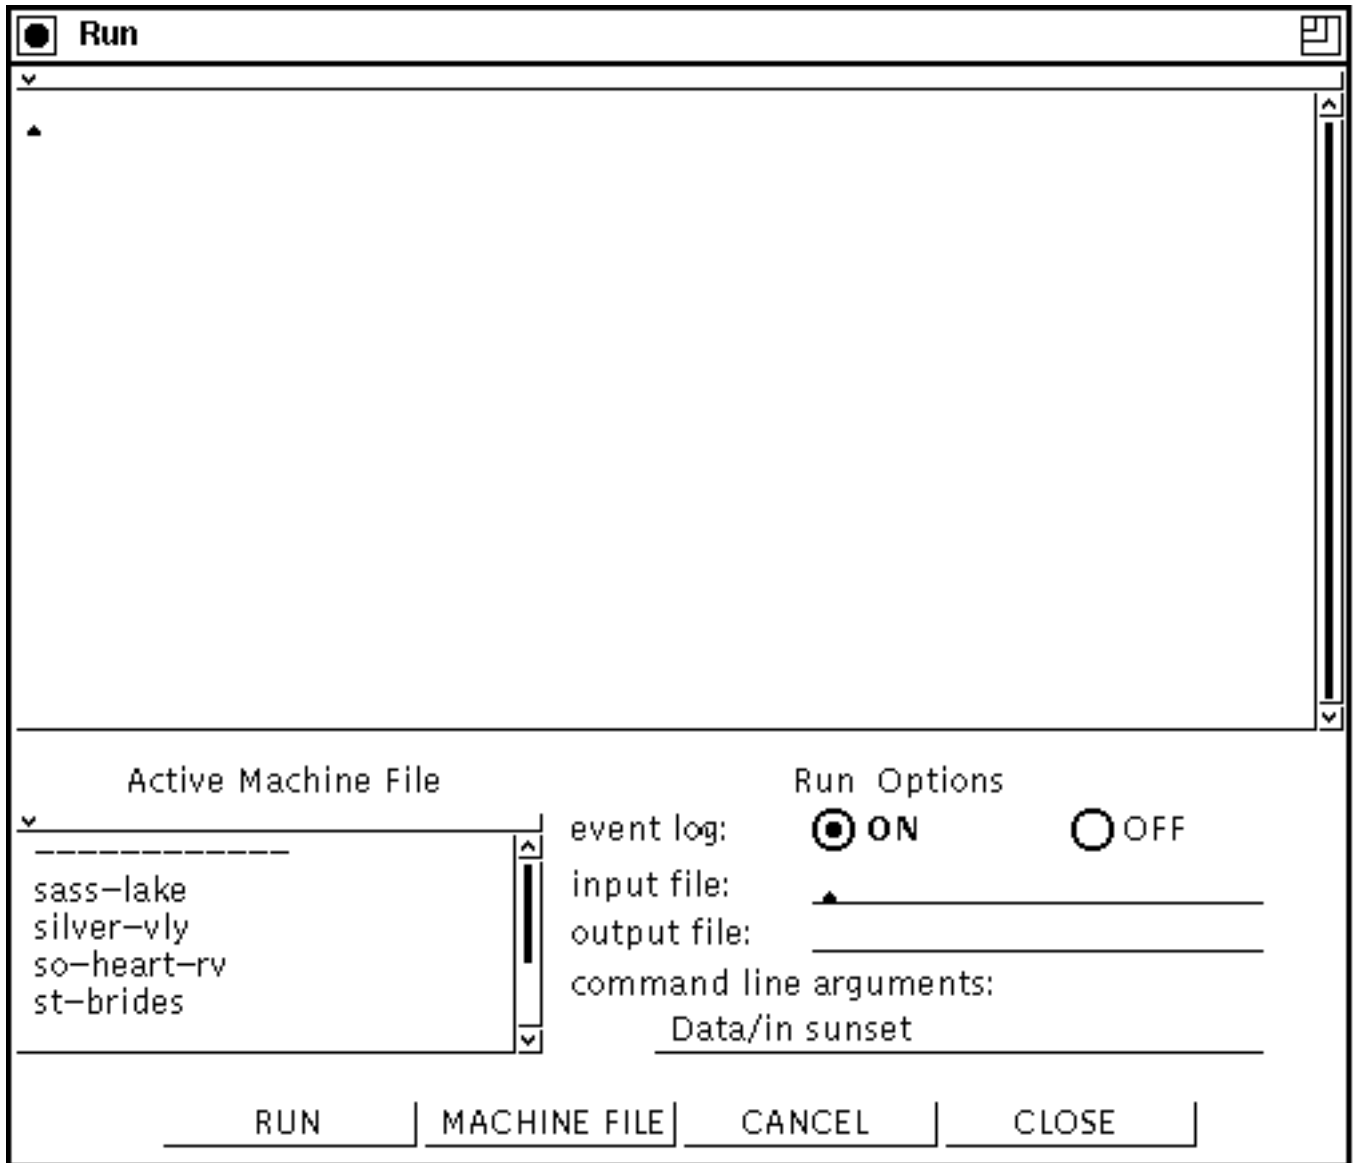 Run
Active Machine File
------------
sass-lake
silver-vly
so-heart-rv
st-brides
Run Options
event log: ON OFF
input file:
output file:
command line arguments:
Data/in sunset
RUN MACHINE FILE CANCEL CLOSE